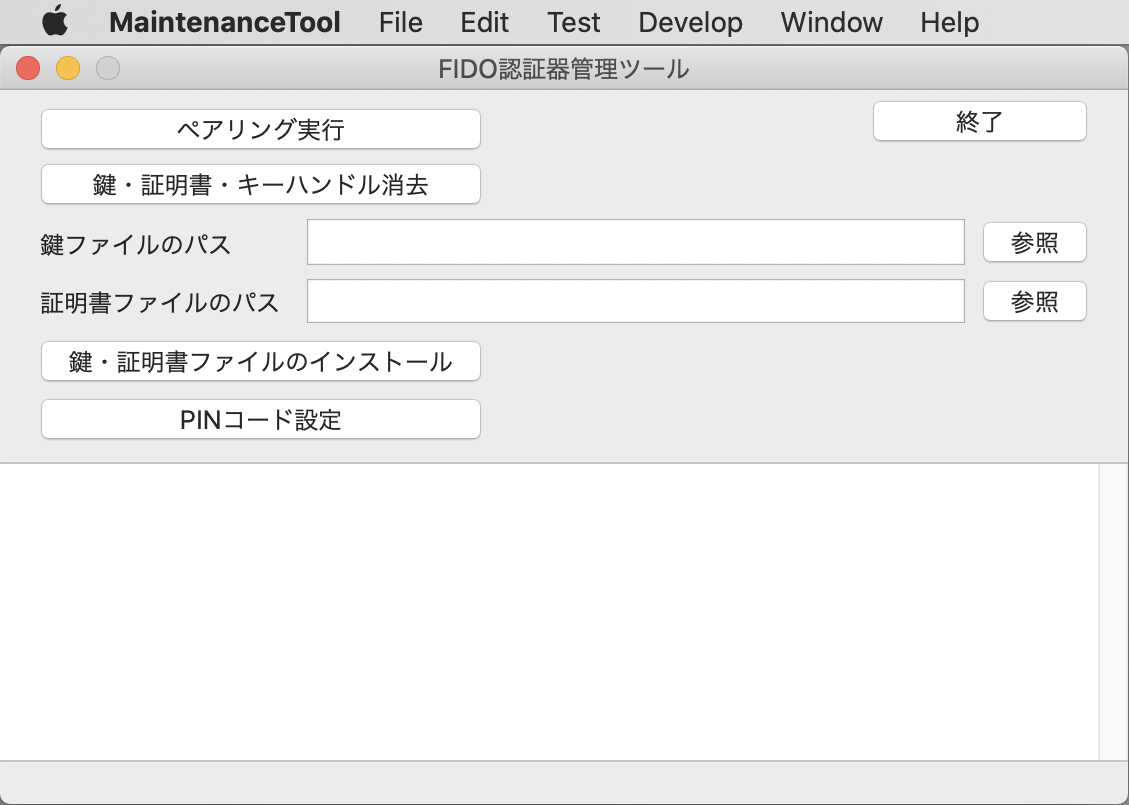 MaintenanceTool File Edit Test Develop Window Help
FIDO認証器管理ツール
ペアリング実行
終了
鍵・証明書・キーハンドル消去
鍵ファイルのパス 参照
証明書ファイルのパス 参照
鍵・証明書ファイルのインストール
PINコード設定